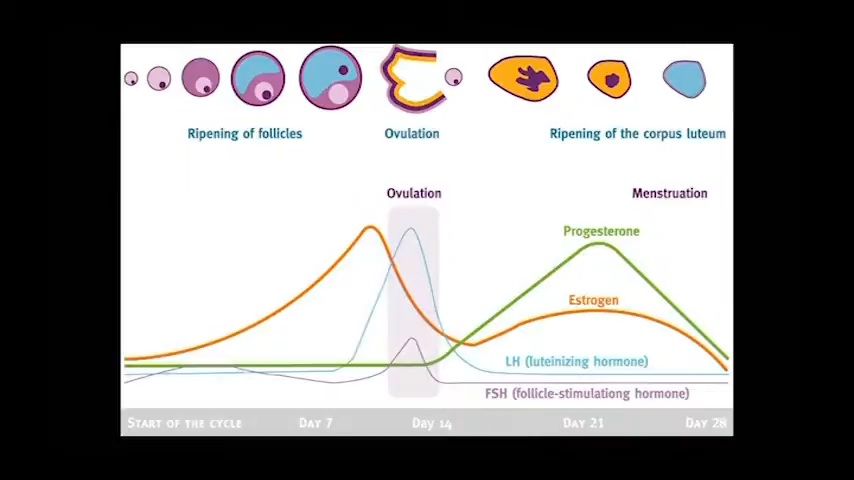 Ripening of follicles
Ovulation
Ripening of the corpus luteum
Ovulation
Menstruation
Progesterone
Estrogen
LH (luteinizing hormone)
FSH (follicle-stimulationg hormone)
Start of the cycle
Day 7
Day 14
Day 21
Day 28